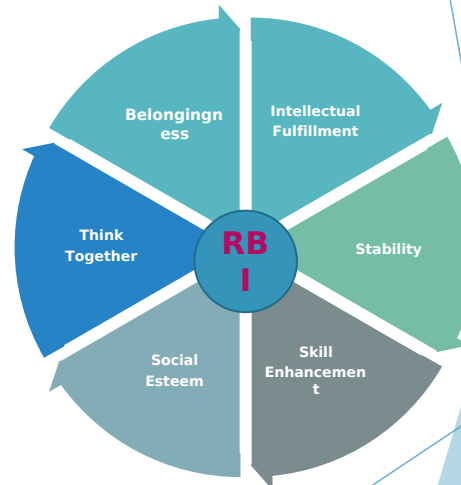 Belongingn
ess
Intellectual
Fulfillment
Think
Together
RB
I
Stability
Social
Esteem
Skill
Enhancemen
t